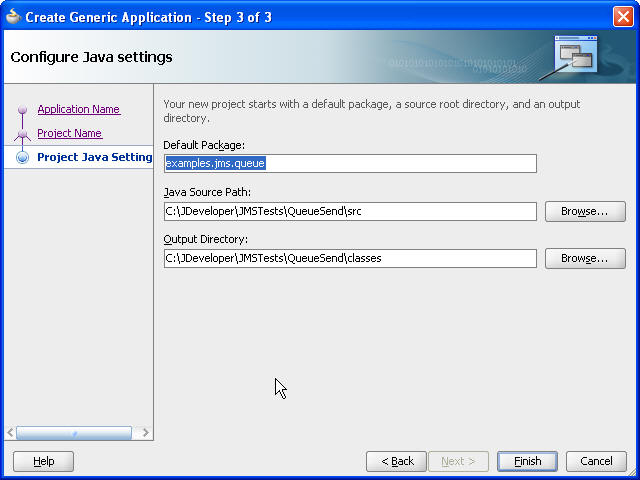 Create Generic Application - Step 3 of 3
Configure Java settings
0101010101010101010101010101
010101010101
Application Name
Project Name
Project Java Setting
Your new project starts with a default package, a source root directory, and an output
directory.
Default Package:
examples.jms.queue
Java Source Path:
C:\JDeveloper\JMSTests\QueueSend\src
Browse...
Output Directory:
C:\JDeveloper\JMSTests\QueueSend\classes
Browse...
Help
< Back
Next >
Finish
Cancel